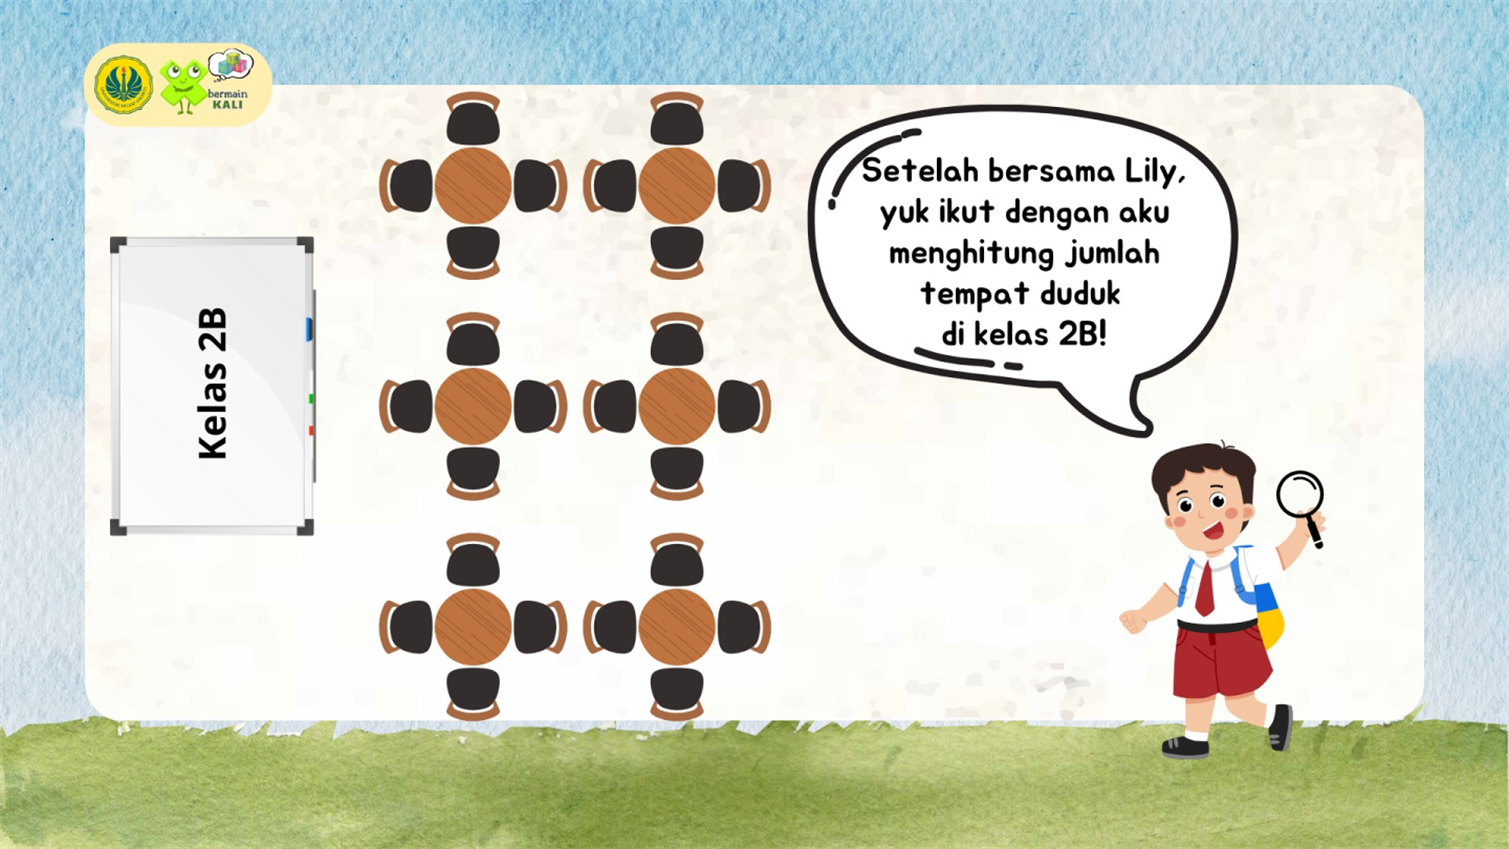 bermain
KALI
Setelah bersama Lily,
yuk ikut dengan aku
menghitung jumlah
tempat duduk
di kelas 2B!
Kelas 2B